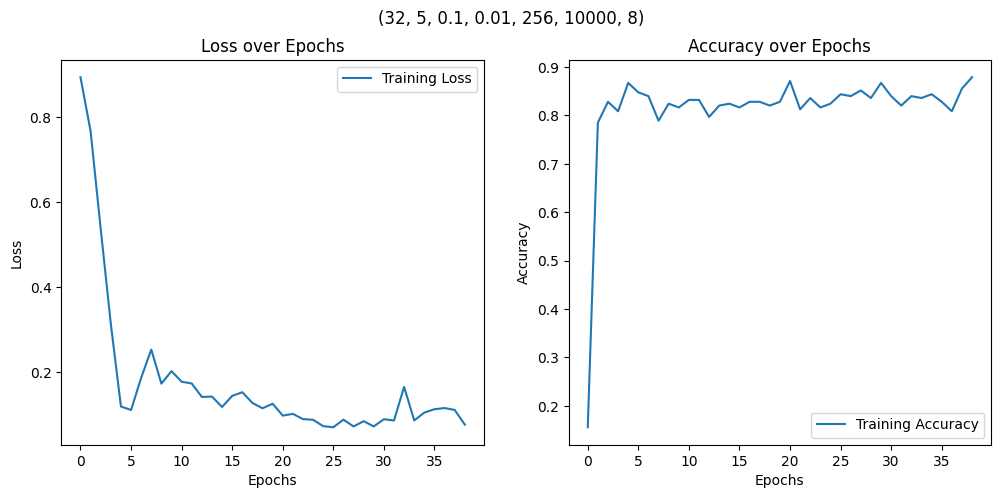 (32, 5, 0.1, 0.01, 256, 10000, 8)
Loss over Epochs
Training Loss
0.8
0.6
0.4
0.2
Loss
0 5 10 15 20 25 30 35
Epochs
Accuracy over Epochs
0.9
0.8
0.7
0.6
0.5
0.4
0.3
0.2
Accuracy
Training Accuracy
0 5 10 15 20 25 30 35
Epochs